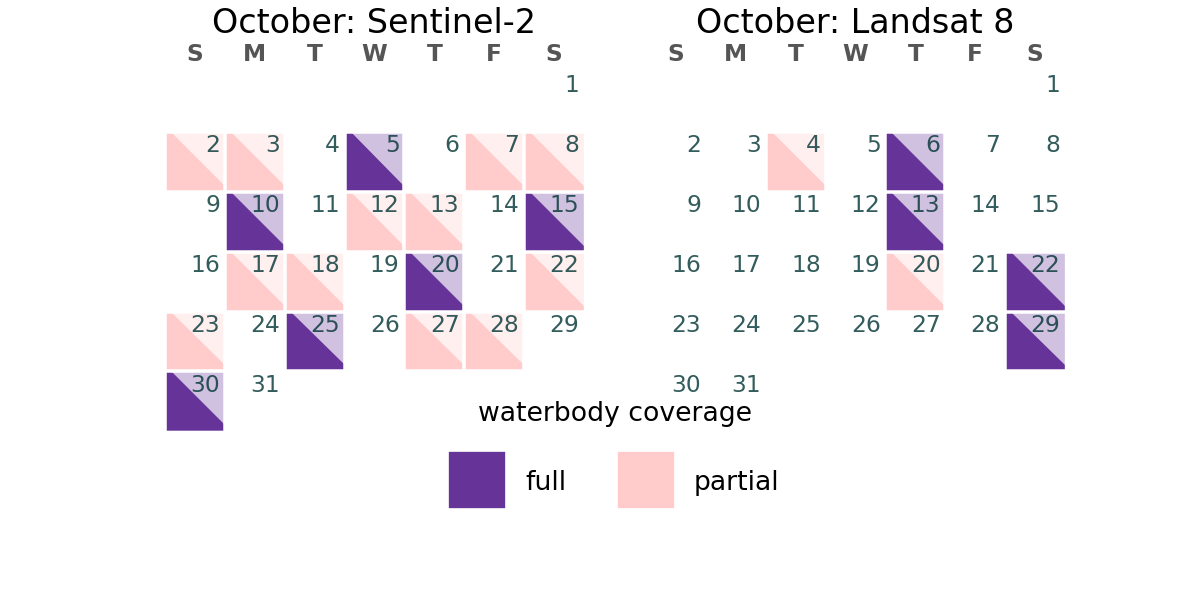 October: Sentinel-2
S M T W T F S
1
2 3 4 5 6 7 8
9 10 11 12 13 14 15
16 17 18 19 20 21 22
23 24 25 26 27 28 29
30 31
October: Landsat 8
S M T W T F S
1
2 3 4 5 6 7 8
9 10 11 12 13 14 15
16 17 18 19 20 21 22
23 24 25 26 27 28 29
30 31
waterbody coverage
full partial